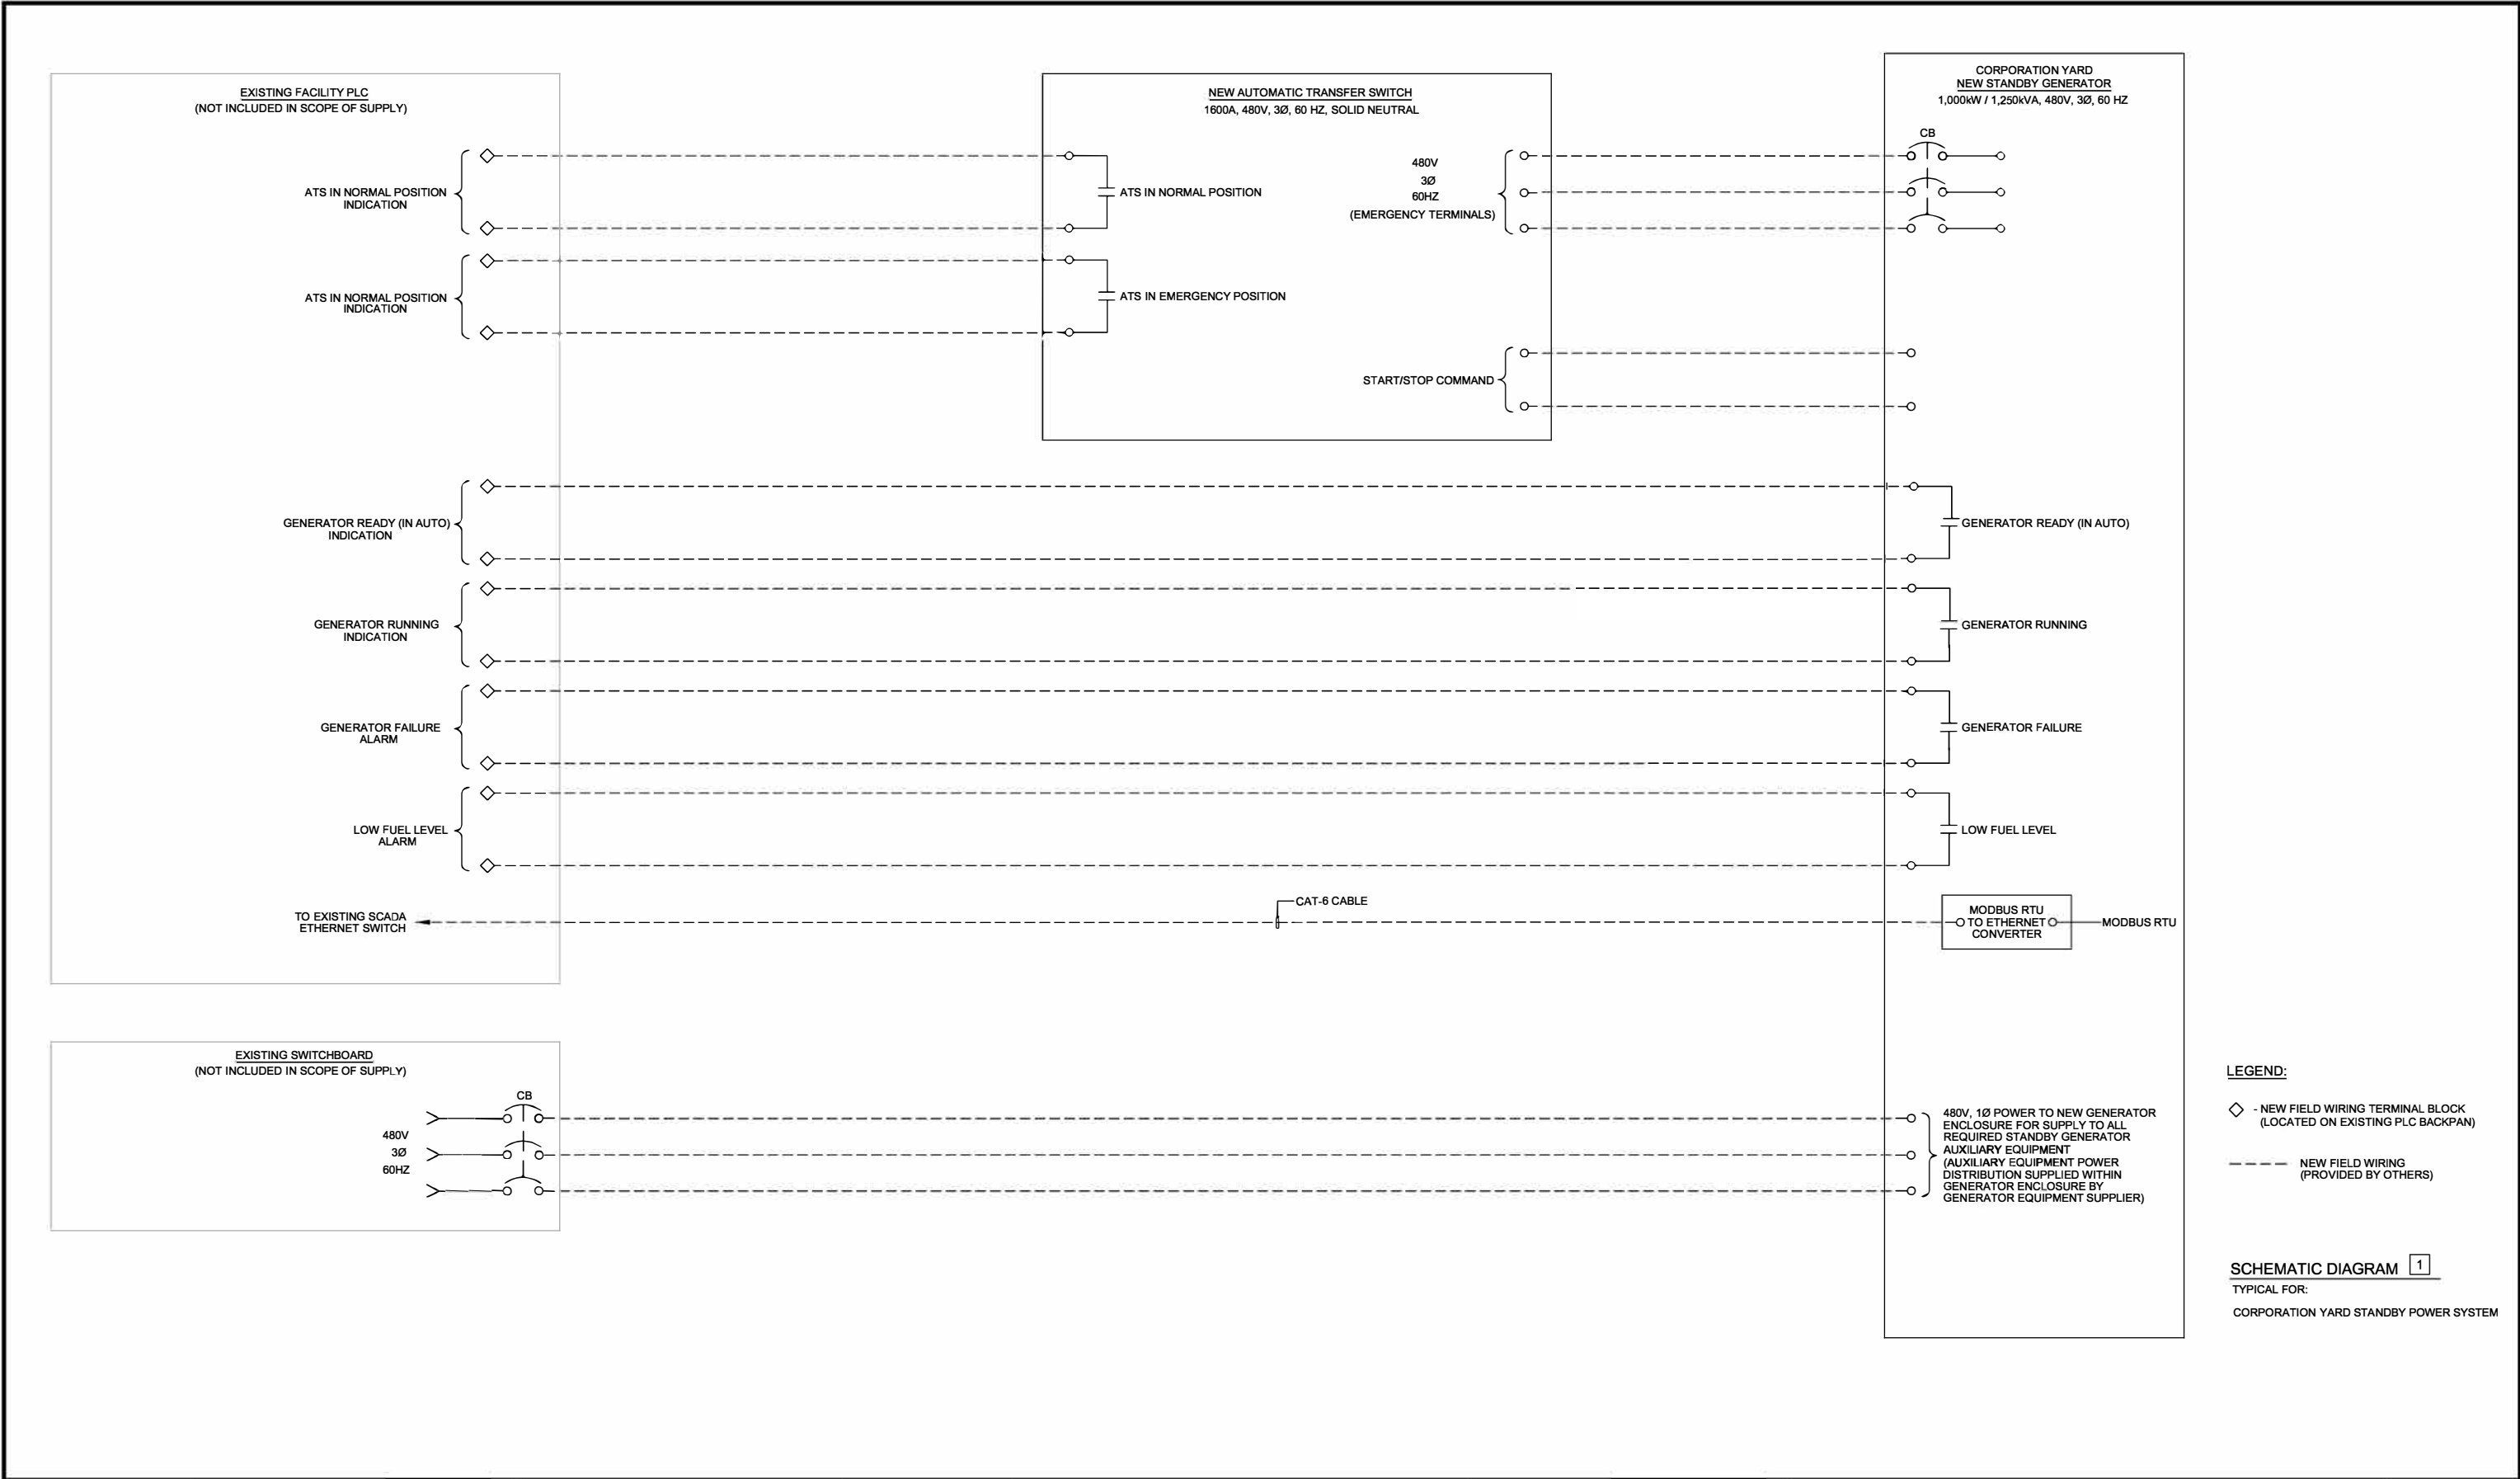 EXISTING FACILITY PLC
(NOT INCLUDED IN SCOPE OF SUPPLY)
ATS IN NORMAL POSITION
INDICATION
ATS IN NORMAL POSITION
INDICATION
GENERATOR READY (IN AUTO)
INDICATION
GENERATOR RUNNING
INDICATION
GENERATOR FAILURE
ALARM
LOW FUEL LEVEL
ALARM
TO EXISTING SCADA
ETHERNET SWITCH
NEW AUTOMATIC TRANSFER SWITCH
1600A, 480V, 3Ø, 60 HZ, SOLID NEUTRAL
ATS IN NORMAL POSITION
ATS IN EMERGENCY POSITION
480V
3Ø
60HZ
(EMERGENCY TERMINALS)
START/STOP COMMAND
CAT-6 CABLE
CORPORATION YARD
NEW STANDBY GENERATOR
1,000kW / 1,250kVA, 480V, 3Ø, 60 HZ
CB
GENERATOR READY (IN AUTO)
GENERATOR RUNNING
GENERATOR FAILURE
LOW FUEL LEVEL
MODBUS RTU
TO ETHERNET
CONVERTER
MODBUS RTU
EXISTING SWITCHBOARD
(NOT INCLUDED IN SCOPE OF SUPPLY)
CB
480V
3Ø
60HZ
480V, 1Ø POWER TO NEW GENERATOR
ENCLOSURE FOR SUPPLY TO ALL
REQUIRED STANDBY GENERATOR
AUXILIARY EQUIPMENT
(AUXILIARY EQUIPMENT POWER
DISTRIBUTION SUPPLIED WITHIN
GENERATOR ENCLOSURE BY
GENERATOR EQUIPMENT SUPPLIER)
LEGEND:
- NEW FIELD WIRING TERMINAL BLOCK
(LOCATED ON EXISTING PLC BACKPAN)
NEW FIELD WIRING
(PROVIDED BY OTHERS)
SCHEMATIC DIAGRAM 1
TYPICAL FOR:
CORPORATION YARD STANDBY POWER SYSTEM